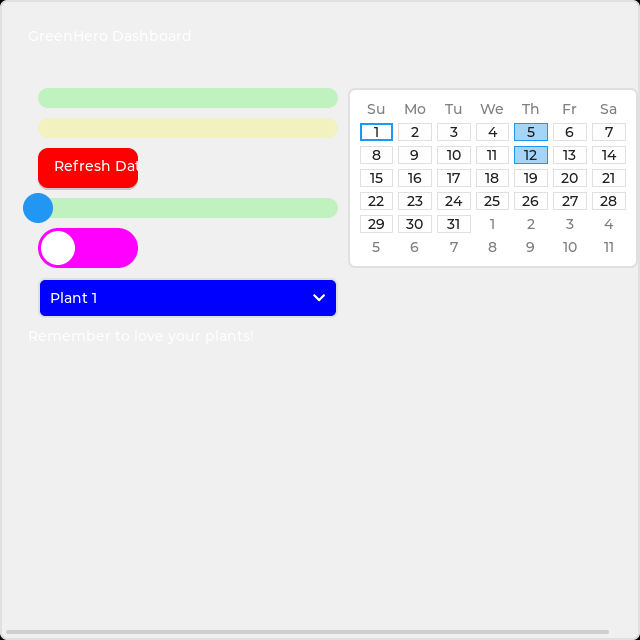 GreenHero Dashboard
Refresh Dat
Plant 1
Remember to love your plants!
Su Mo Tu We Th Fr Sa
1 2 3 4 5 6 7
8 9 10 11 12 13 14
15 16 17 18 19 20 21
22 23 24 25 26 27 28
29 30 31 1 2 3 4
5 6 7 8 9 10 11